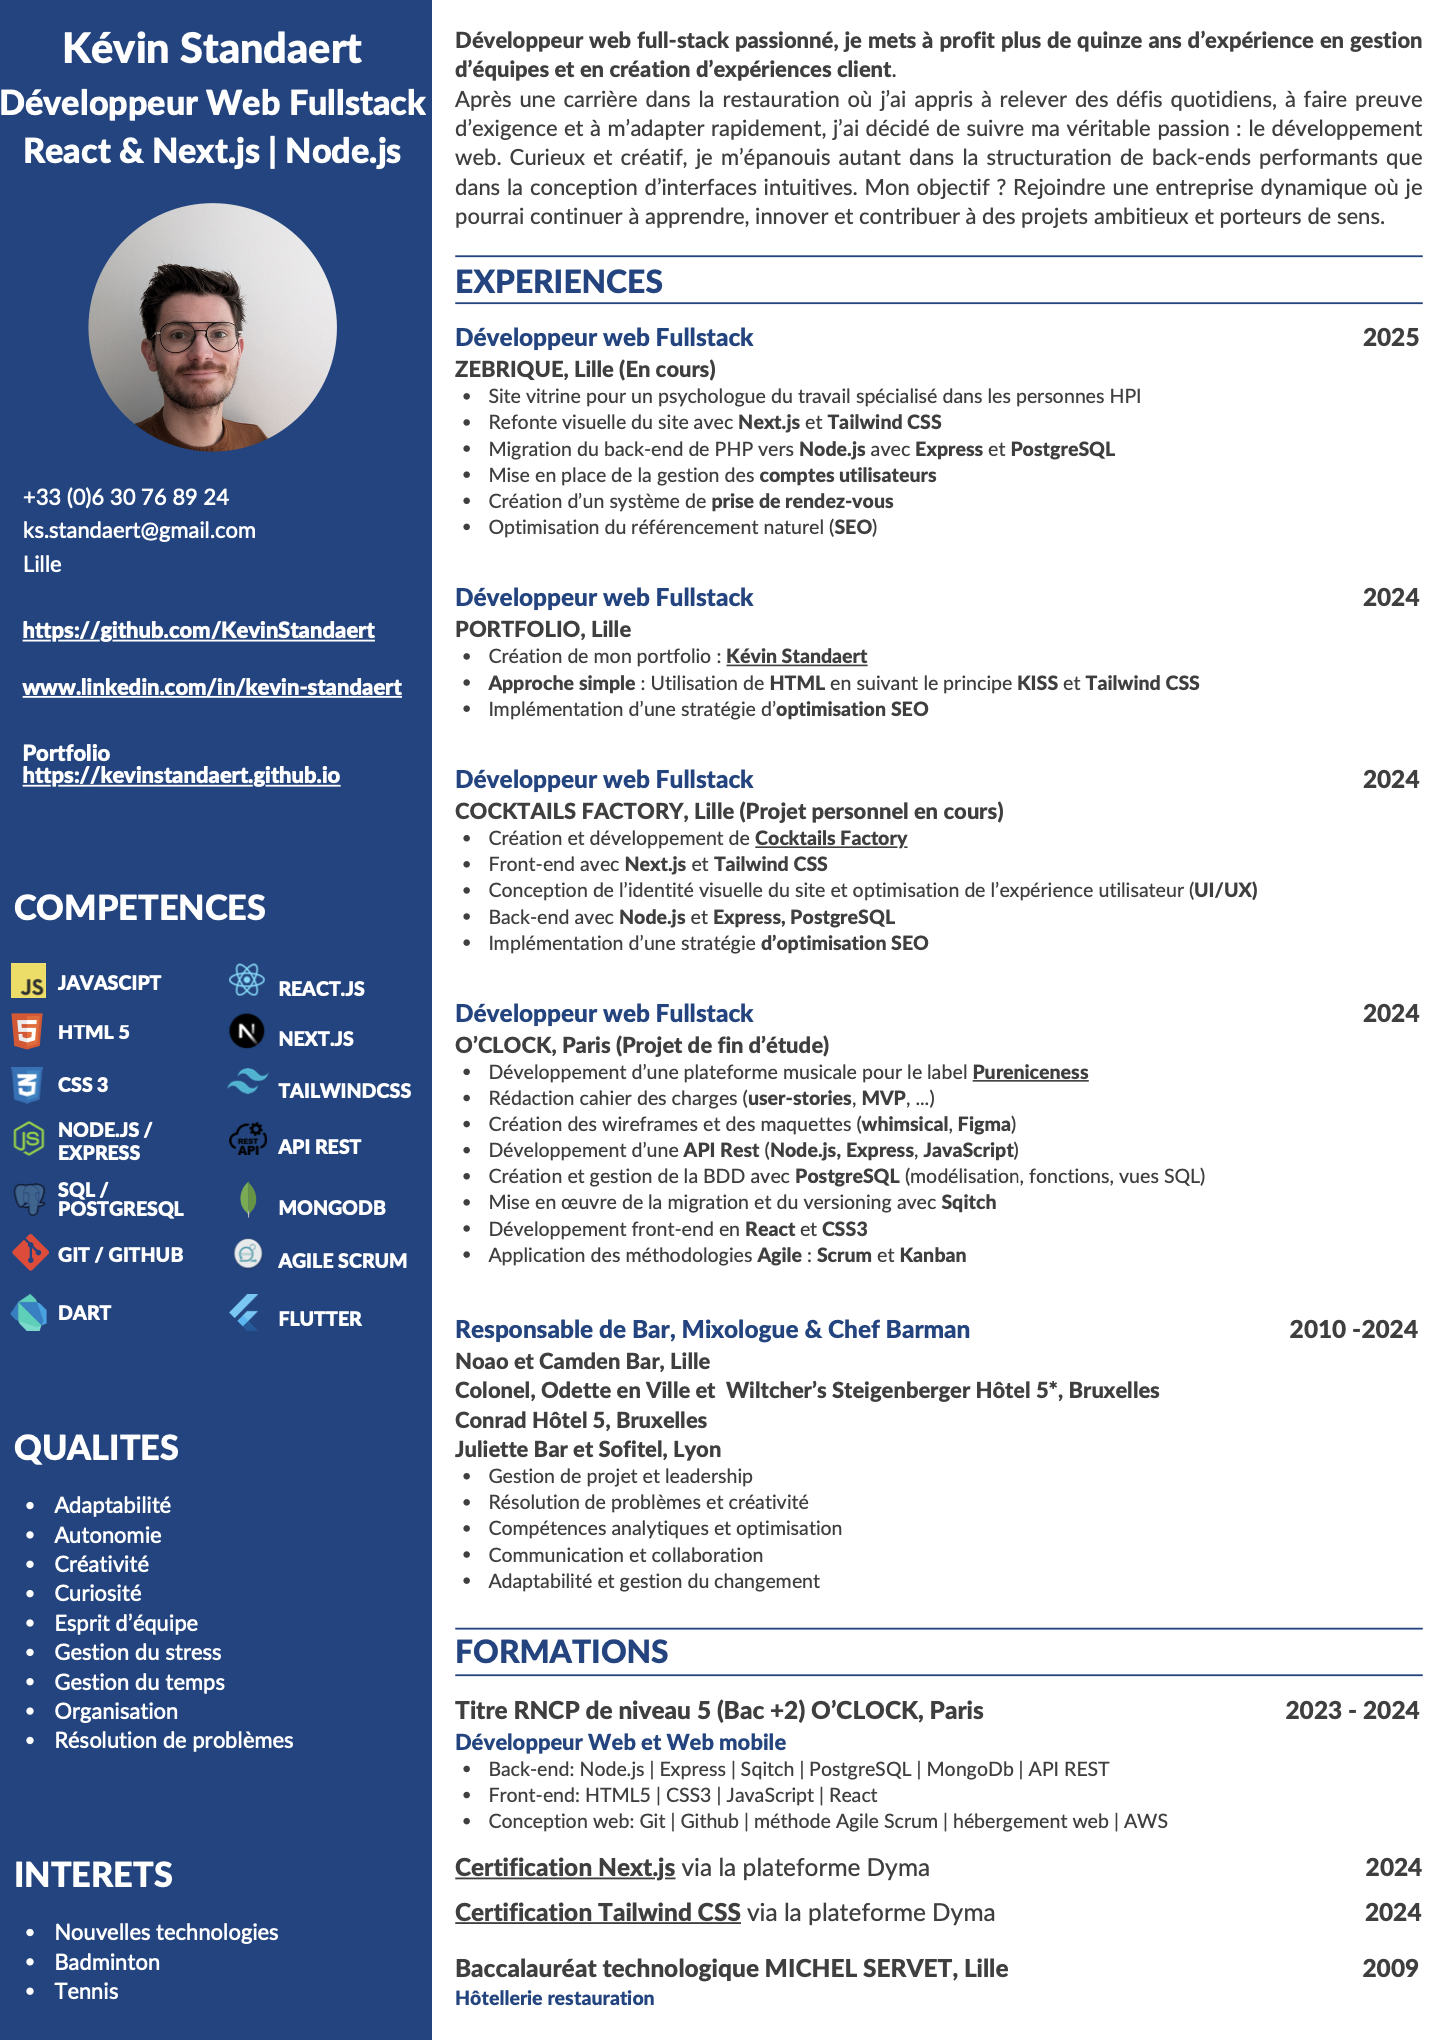 Kévin Standaert
Développeur Web Fullstack
React & Next.js | Node.js
+33 (0)6 30 76 89 24
ks.standaert@gmail.com
Lille
https://github.com/KevinStandaert
www.linkedin.com/in/kevin-standaert
Portfolio
https://kevinstandaert.github.io
COMPETENCES
JS JAVASCIPT
REACT.JS
HTML 5
N NEXT.JS
CSS 3
TAILWINDCSS
JS NODE.JS /
EXPRESS
REST
API API REST
SQL /
POSTGRESQL
MONGODB
GIT / GITHUB
AGILE SCRUM
DART
FLUTTER
QUALITES
• Adaptabilité
• Autonomie
• Créativité
• Curiosité
• Esprit d’équipe
• Gestion du stress
• Gestion du temps
• Organisation
• Résolution de problèmes
INTERETS
• Nouvelles technologies
• Badminton
• Tennis
Développeur web full-stack passionné, je mets à profit plus de quinze ans d’expérience en gestion
d’équipes et en création d’expériences client.
Après une carrière dans la restauration où j’ai appris à relever des défis quotidiens, à faire preuve
d’exigence et à m’adapter rapidement, j’ai décidé de suivre ma véritable passion : le développement
web. Curieux et créatif, je m’épanouis autant dans la structuration de back-ends performants que
dans la conception d’interfaces intuitives. Mon objectif ? Rejoindre une entreprise dynamique où je
pourrai continuer à apprendre, innover et contribuer à des projets ambitieux et porteurs de sens.
EXPERIENCES
Développeur web Fullstack 2025
ZEBRIQUE, Lille (En cours)
• Site vitrine pour un psychologue du travail spécialisé dans les personnes HPI
• Refonte visuelle du site avec Next.js et Tailwind CSS
• Migration du back-end de PHP vers Node.js avec Express et PostgreSQL
• Mise en place de la gestion des comptes utilisateurs
• Création d’un système de prise de rendez-vous
• Optimisation du référencement naturel (SEO)
Développeur web Fullstack 2024
PORTFOLIO, Lille
• Création de mon portfolio : Kévin Standaert
• Approche simple : Utilisation de HTML en suivant le principe KISS et Tailwind CSS
• Implémentation d’une stratégie d’optimisation SEO
Développeur web Fullstack 2024
COCKTAILS FACTORY, Lille (Projet personnel en cours)
• Création et développement de Cocktails Factory
• Front-end avec Next.js et Tailwind CSS
• Conception de l’identité visuelle du site et optimisation de l’expérience utilisateur (UI/UX)
• Back-end avec Node.js et Express, PostgreSQL
• Implémentation d’une stratégie d’optimisation SEO
Développeur web Fullstack 2024
O’CLOCK, Paris (Projet de fin d’étude)
• Développement d’une plateforme musicale pour le label Pureniceness
• Rédaction cahier des charges (user-stories, MVP, ...)
• Création des wireframes et des maquettes (whimsical, Figma)
• Développement d’une API Rest (Node.js, Express, JavaScript)
• Création et gestion de la BDD avec PostgreSQL (modélisation, fonctions, vues SQL)
• Mise en œuvre de la migration et du versioning avec Sqitch
• Développement front-end en React et CSS3
• Application des méthodologies Agile : Scrum et Kanban
Responsable de Bar, Mixologue & Chef Barman 2010 -2024
Noao et Camden Bar, Lille
Colonel, Odette en Ville et Wiltcher’s Steigenberger Hôtel 5*, Bruxelles
Conrad Hôtel 5, Bruxelles
Juliette Bar et Sofitel, Lyon
• Gestion de projet et leadership
• Résolution de problèmes et créativité
• Compétences analytiques et optimisation
• Communication et collaboration
• Adaptabilité et gestion du changement
FORMATIONS
Titre RNCP de niveau 5 (Bac +2) O’CLOCK, Paris 2023 - 2024
Développeur Web et Web mobile
• Back-end: Node.js | Express | Sqitch | PostgreSQL | MongoDb | API REST
• Front-end: HTML5 | CSS3 | JavaScript | React
• Conception web: Git | Github | méthode Agile Scrum | hébergement web | AWS
Certification Next.js via la plateforme Dyma 2024
Certification Tailwind CSS via la plateforme Dyma 2024
Baccalauréat technologique MICHEL SERVET, Lille 2009
Hôtellerie restauration